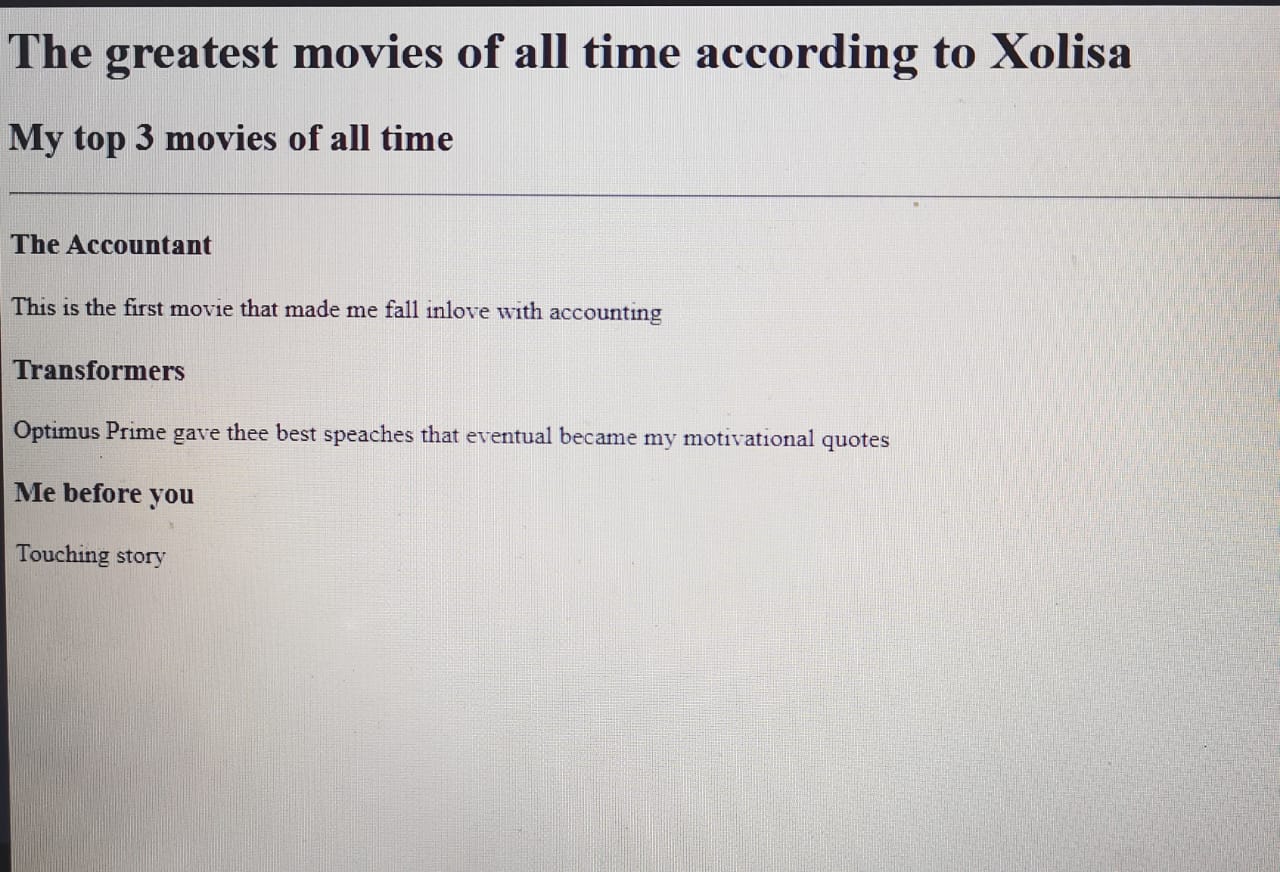 The greatest movies of all time according to Xolisa
My top 3 movies of all time
The Accountant
This is the first movie that made me fall inlove with accounting
Transformers
Optimus Prime gave thee best speaches that eventual became my motivational quotes
Me before you
Touching story